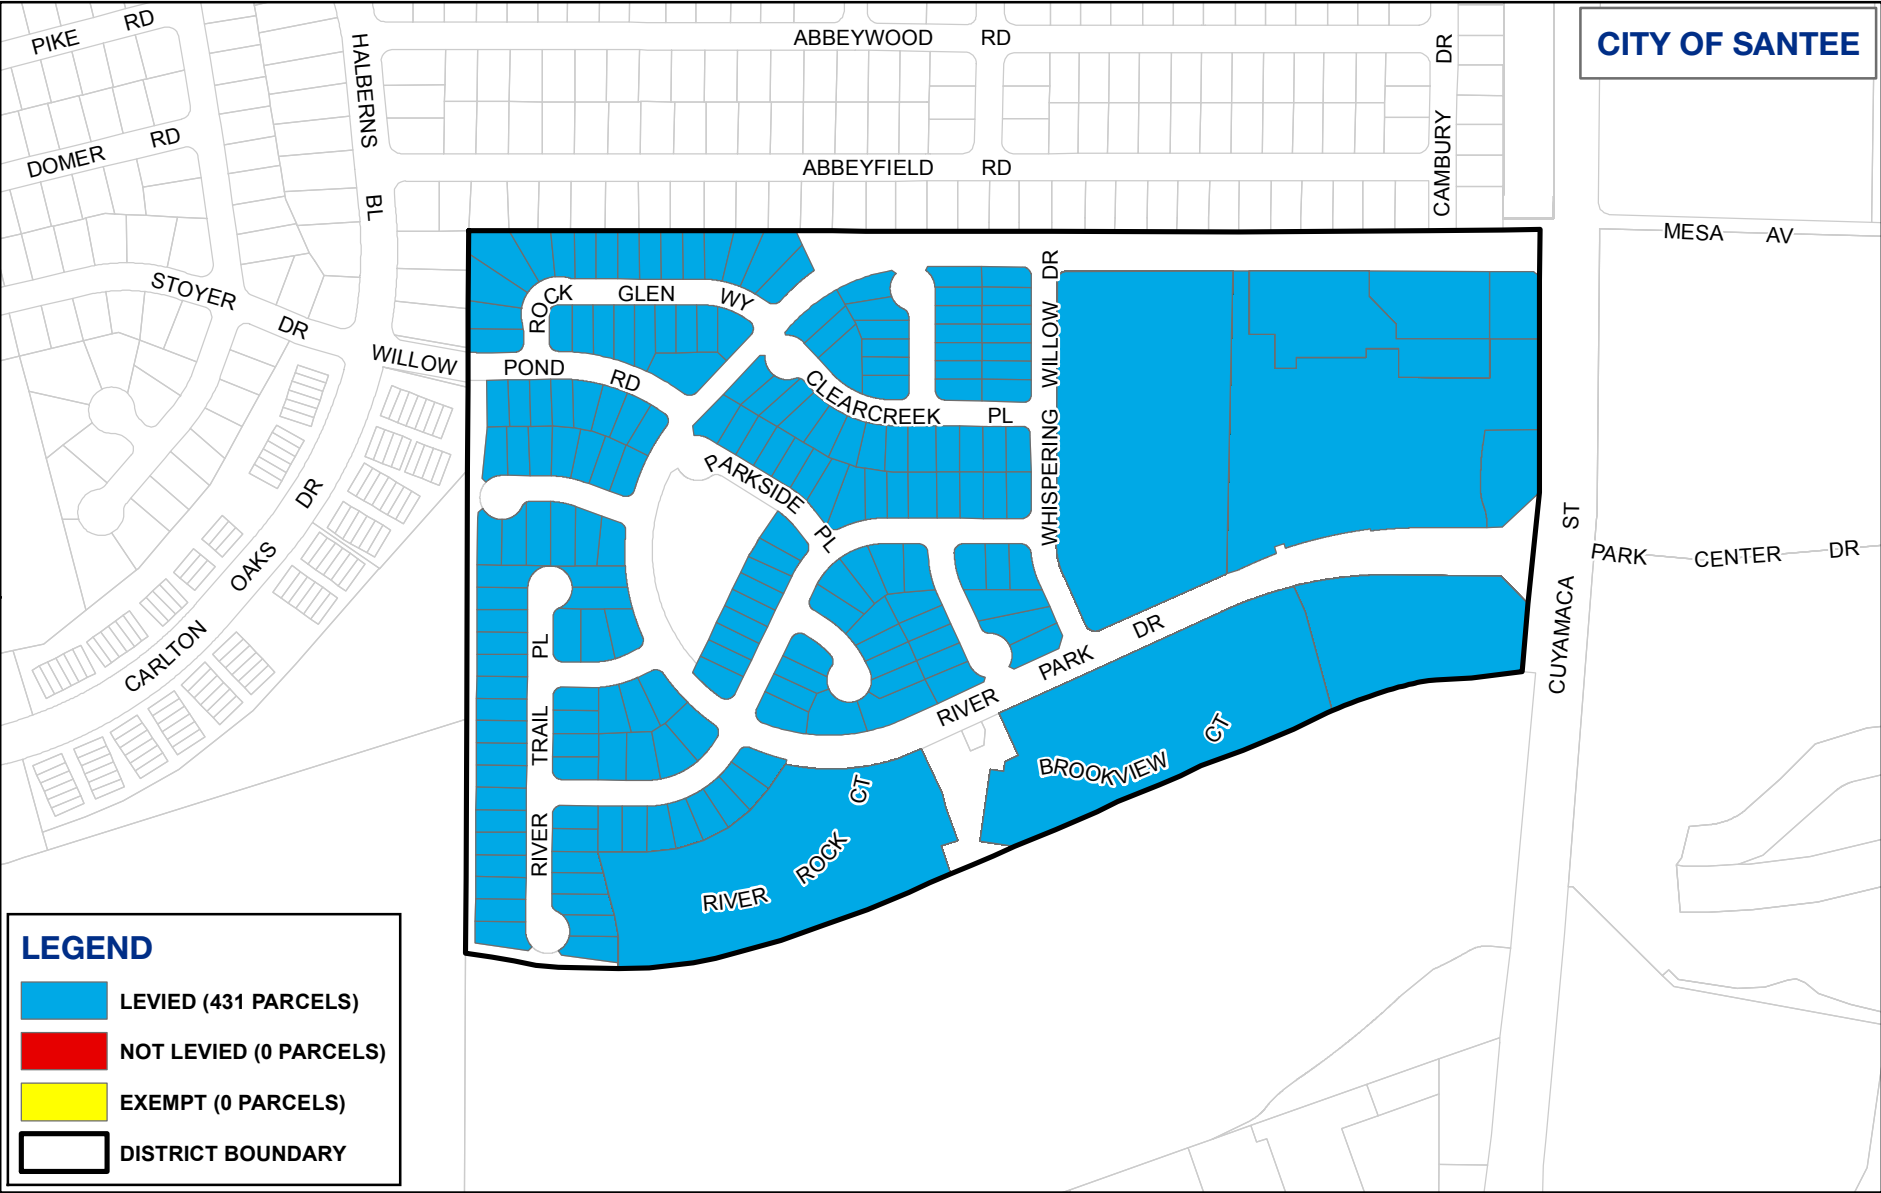 PIKE RD
HALBERNS BL
ABBEYWOOD RD
CAMBURY DR
CITY OF SANTEE
DOMER RD
ABBEYFIELD RD
MESA AV
STOYER DR
WILLOW POND RD
ROCK GLEN WY
CLEARCREEK PL
WHISPERING WILLOW DR
PARKSIDE PL
CARLTON OAKS DR
CUYAMACA ST
PARK CENTER DR
RIVER TRAIL PL
RIVER PARK DR
BROOKVIEW CT
RIVER ROCK CT
LEGEND
LEVIED (431 PARCELS)
NOT LEVIED (0 PARCELS)
EXEMPT (0 PARCELS)
DISTRICT BOUNDARY